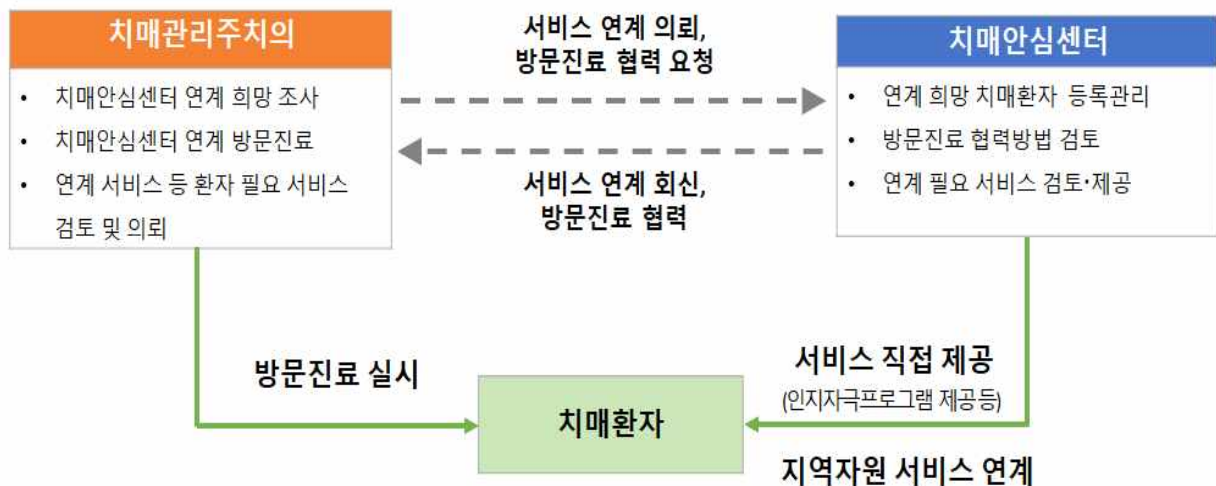 치매관리주치의
• 치매안심센터 연계 희망 조사
• 치매안심센터 연계 방문진료
• 연계 서비스 등 환자 필요 서비스
검토 및 의뢰
서비스 연계 의뢰,
방문진료 협력 요청
서비스 연계 회신,
방문진료 협력
치매안심센터
• 연계 희망 치매환자 등록관리
• 방문진료 협력방법 검토
• 연계 필요 서비스 검토·제공
방문진료 실시
치매환자
서비스 직접 제공
(인지자극프로그램 제공등)
지역자원 서비스 연계